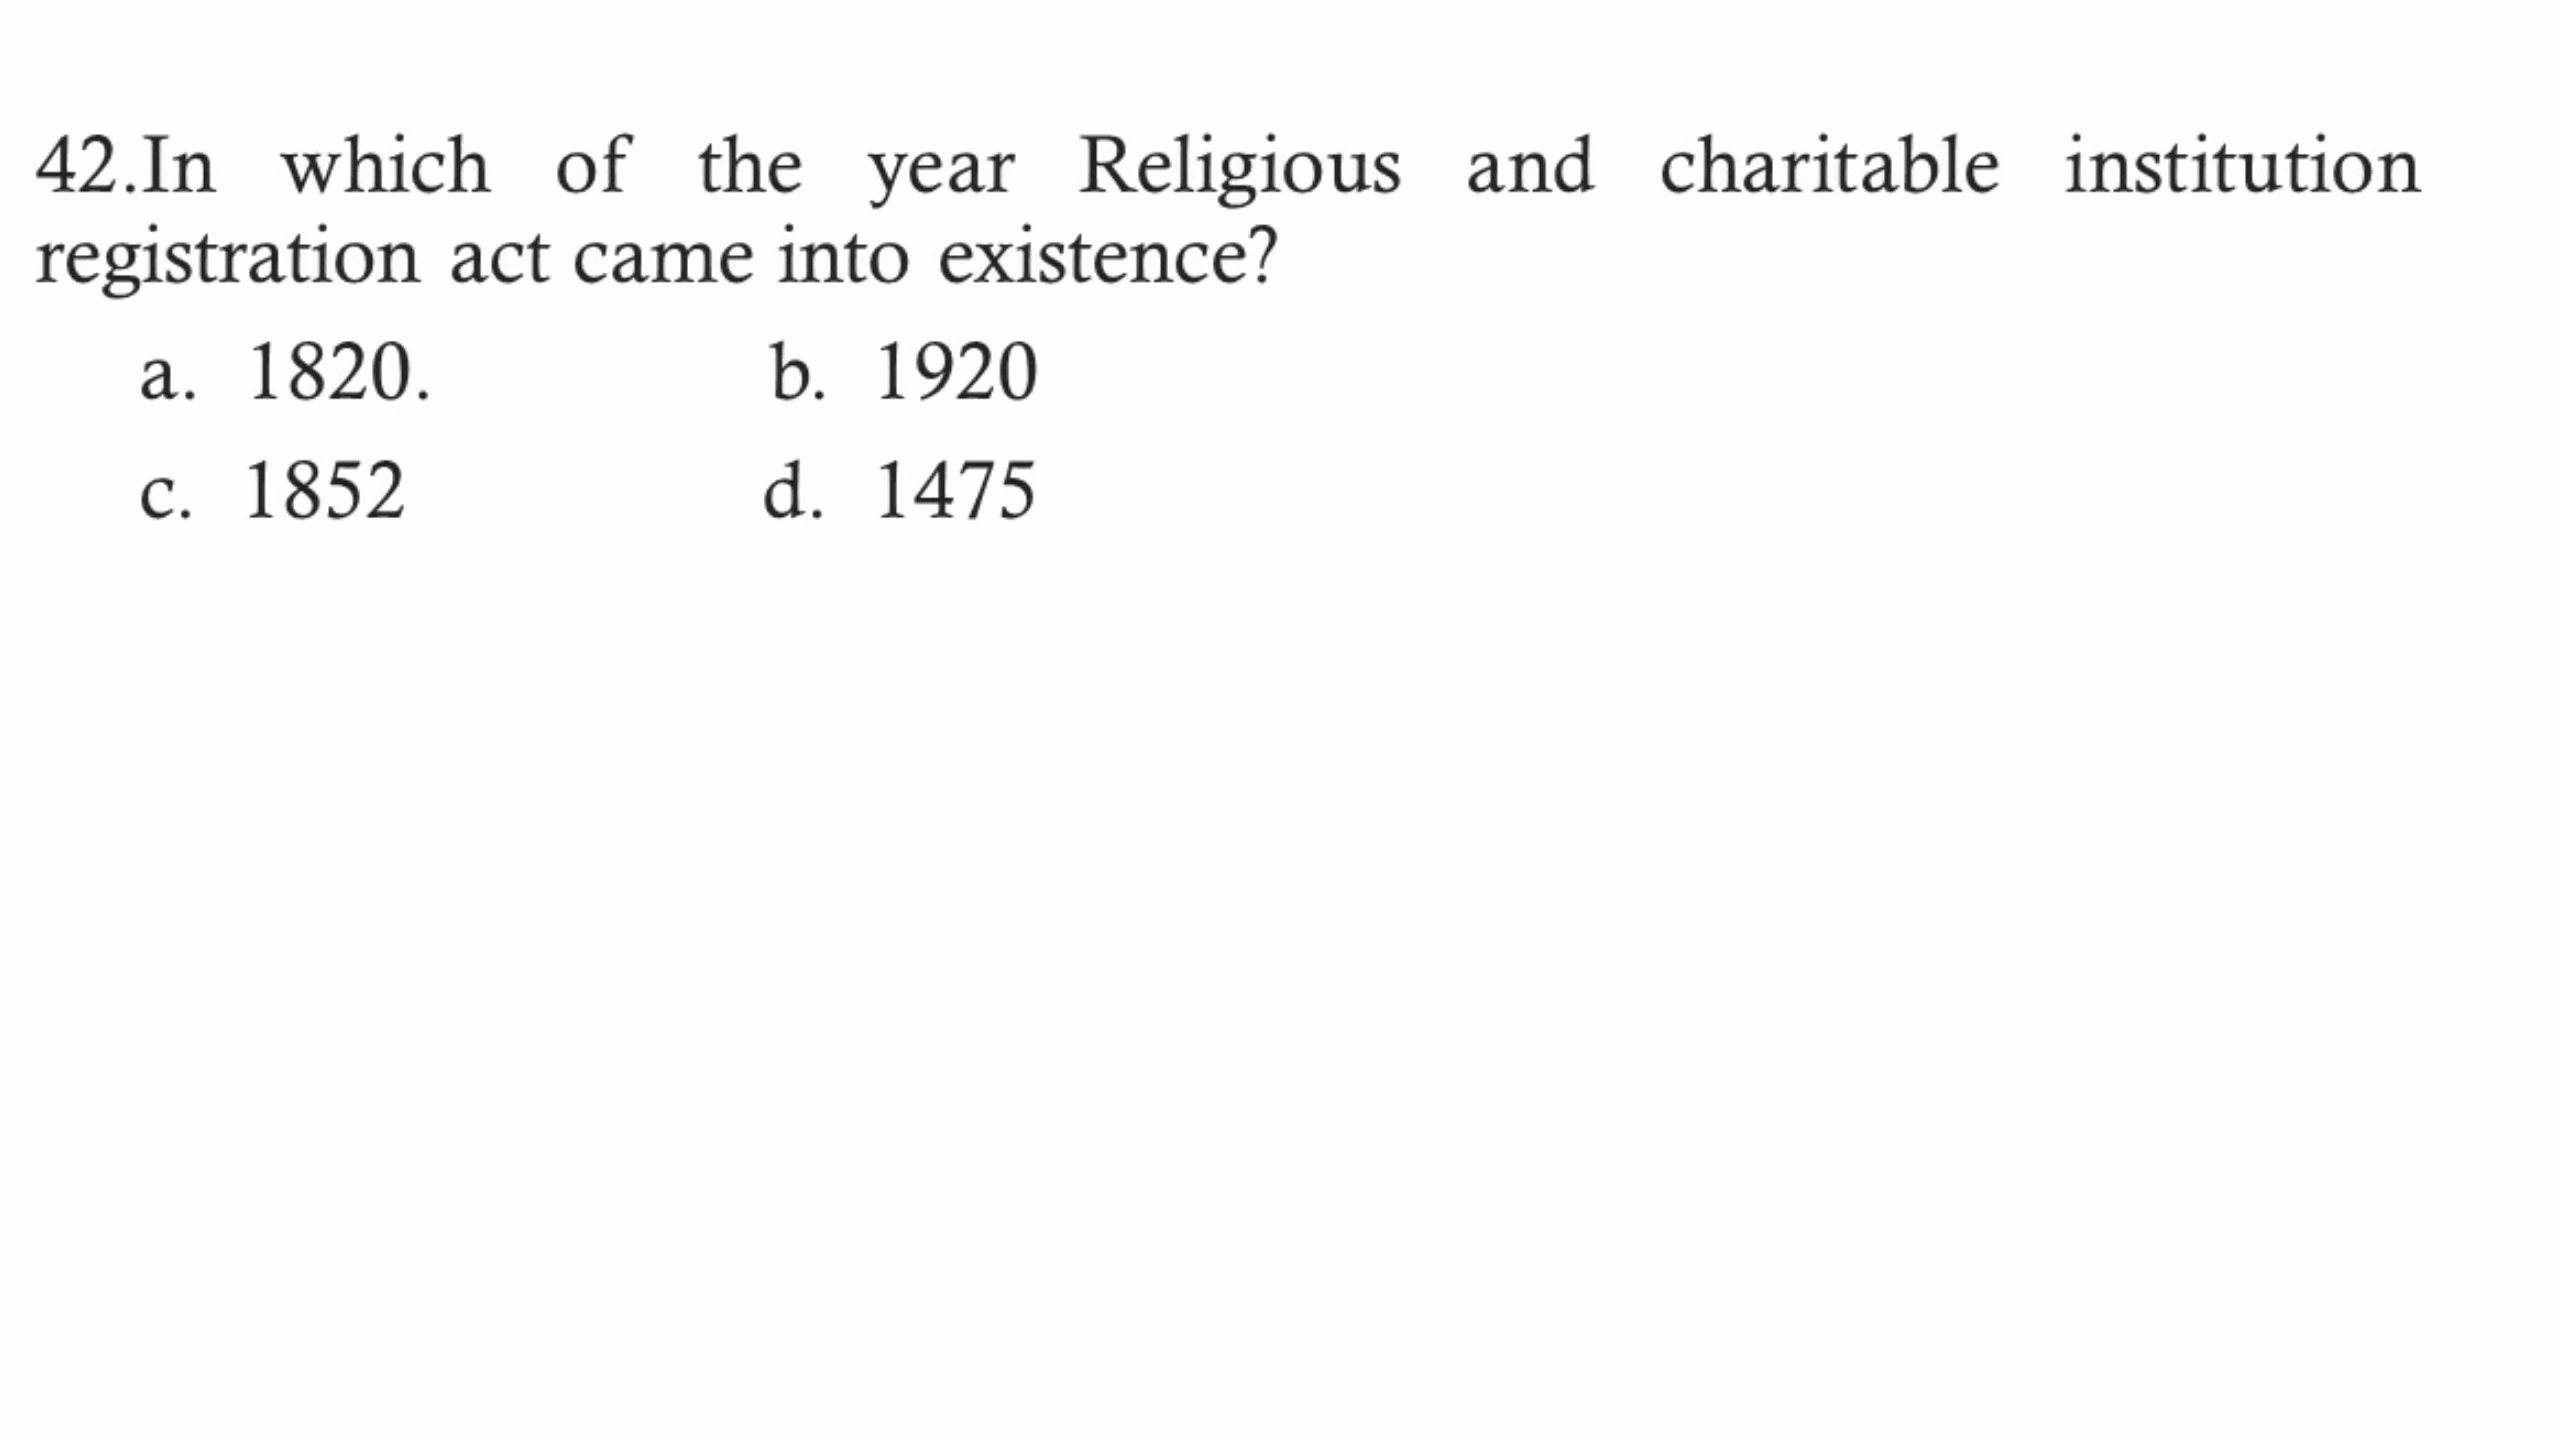 42.In which of the year Religious and charitable institution
registration act came into existence?
a. 1820. b. 1920
c. 1852 d. 1475